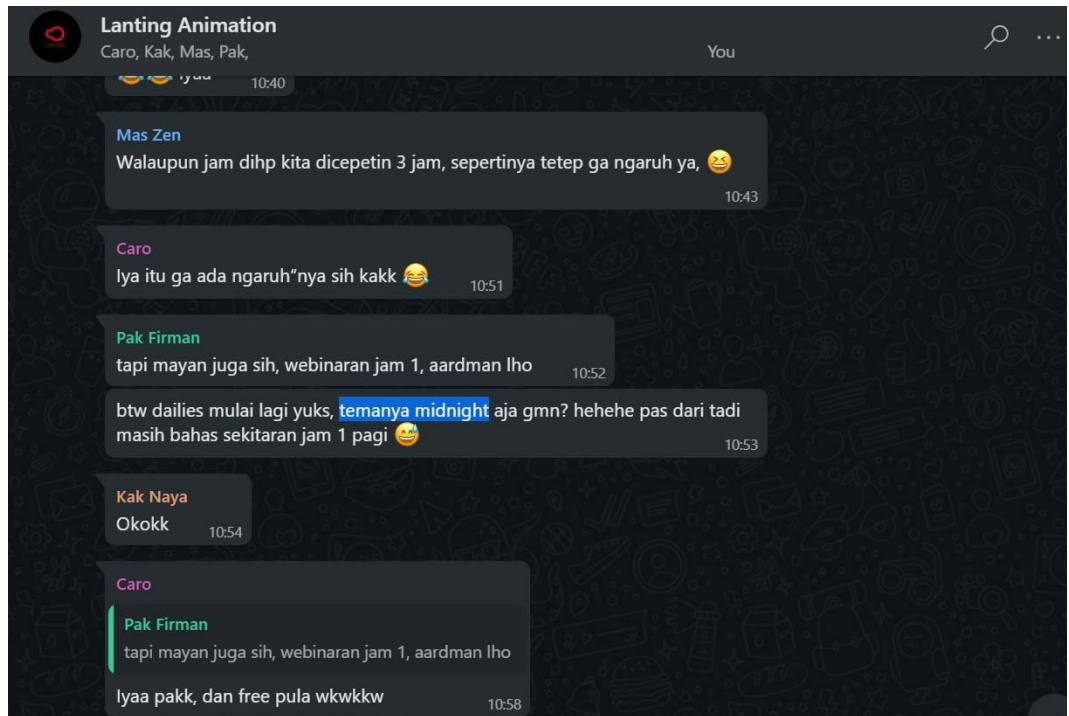 Lanting Animation
Caro, Kak, Mas, Pak, You
😂😂 Iyaa 10:40
Mas Zen
Walaupun jam dihp kita dicepetin 3 jam, sepertinya tetep ga ngaruh ya, 😆
10:43
Caro
Iya itu ga ada ngaruh"nya sih kakk 😂 10:51
Pak Firman
tapi mayan juga sih, webinaran jam 1, aardman lho 10:52
btw dailies mulai lagi yuks, temanya midnight aja gmn? hehehe pas dari tadi
masih bahas sekitaran jam 1 pagi 😅 10:53
Kak Naya
Okokk 10:54
Caro
Pak Firman
tapi mayan juga sih, webinaran jam 1, aardman lho
Iyaa pakk, dan free pula wkwkkw 10:58